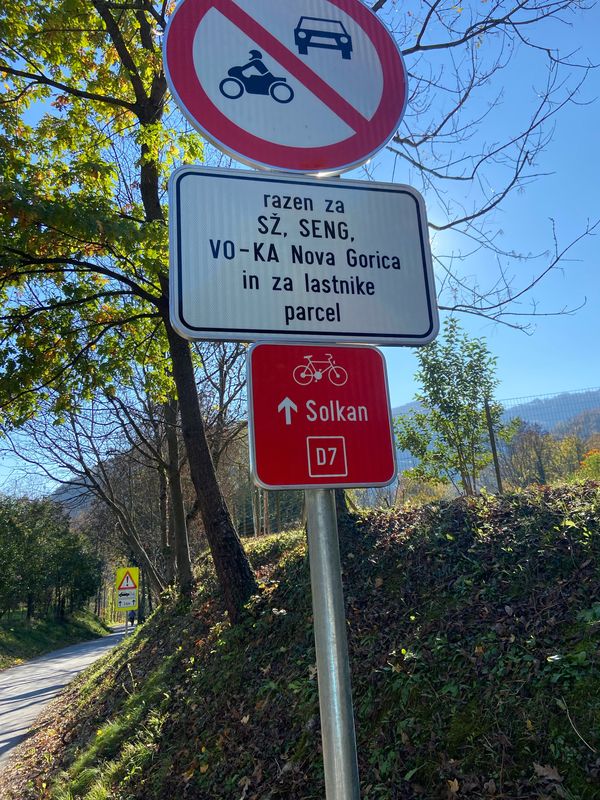 razen za
SŽ, SENG,
VO-KA Nova Gorica
in za lastnike
parcel
Solkan
D7